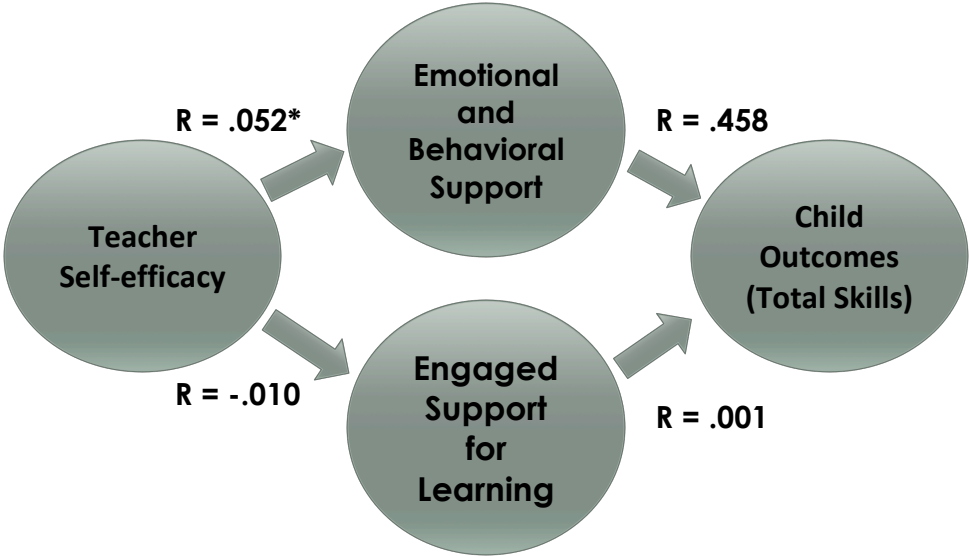 Emotional
and
Behavioral
Support
R = .052*
R = .458
Teacher
Self-efficacy
Child
Outcomes
(Total Skills)
Engaged
Support
for
Learning
R = -.010
R = .001